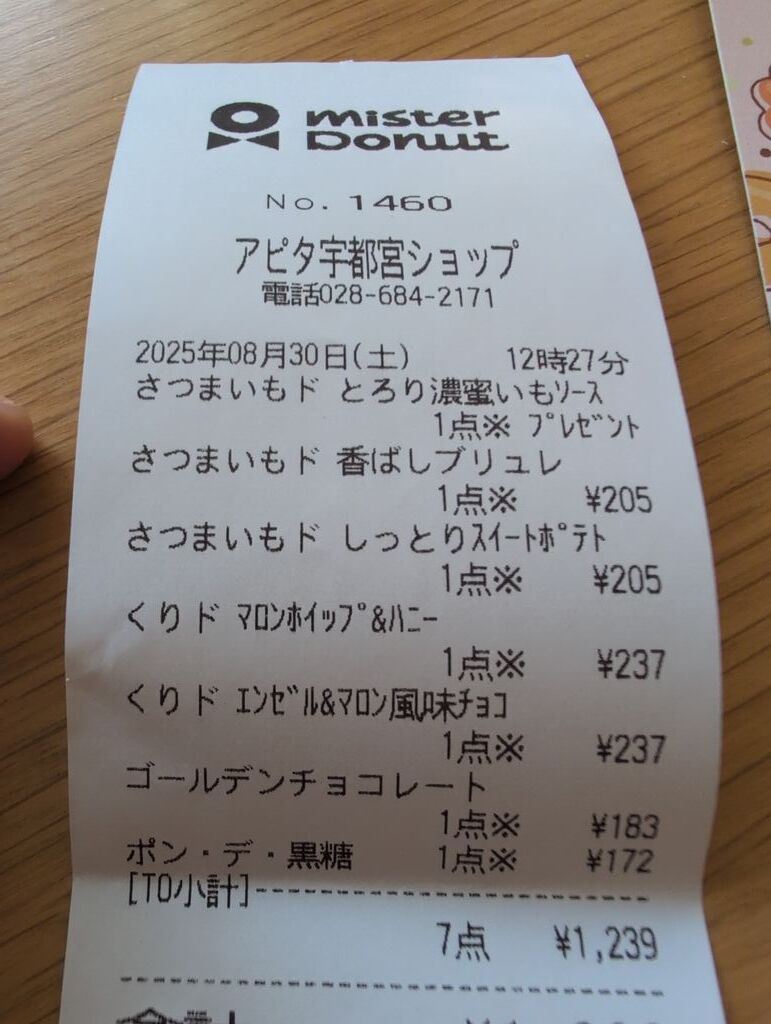 mister
Donut
No. 1460
アピタ宇都宮ショップ
電話028-684-2171
2025年08月30日(土) 12時27分
さつまいもド とろり濃蜜いもソース
1点※ プレゼント
さつまいもド 香ばしブリュレ
1点※ ¥205
さつまいもド しっとりスイートポテト
1点※ ¥205
くりド マロンホイップ&ハニー
1点※ ¥237
くりド エンゼル&マロン風味チョコ
1点※ ¥237
ゴールデンチョコレート
1点※ ¥183
ポン・デ・黒糖 1点※ ¥172
[TO小計]
7点 ¥1,239